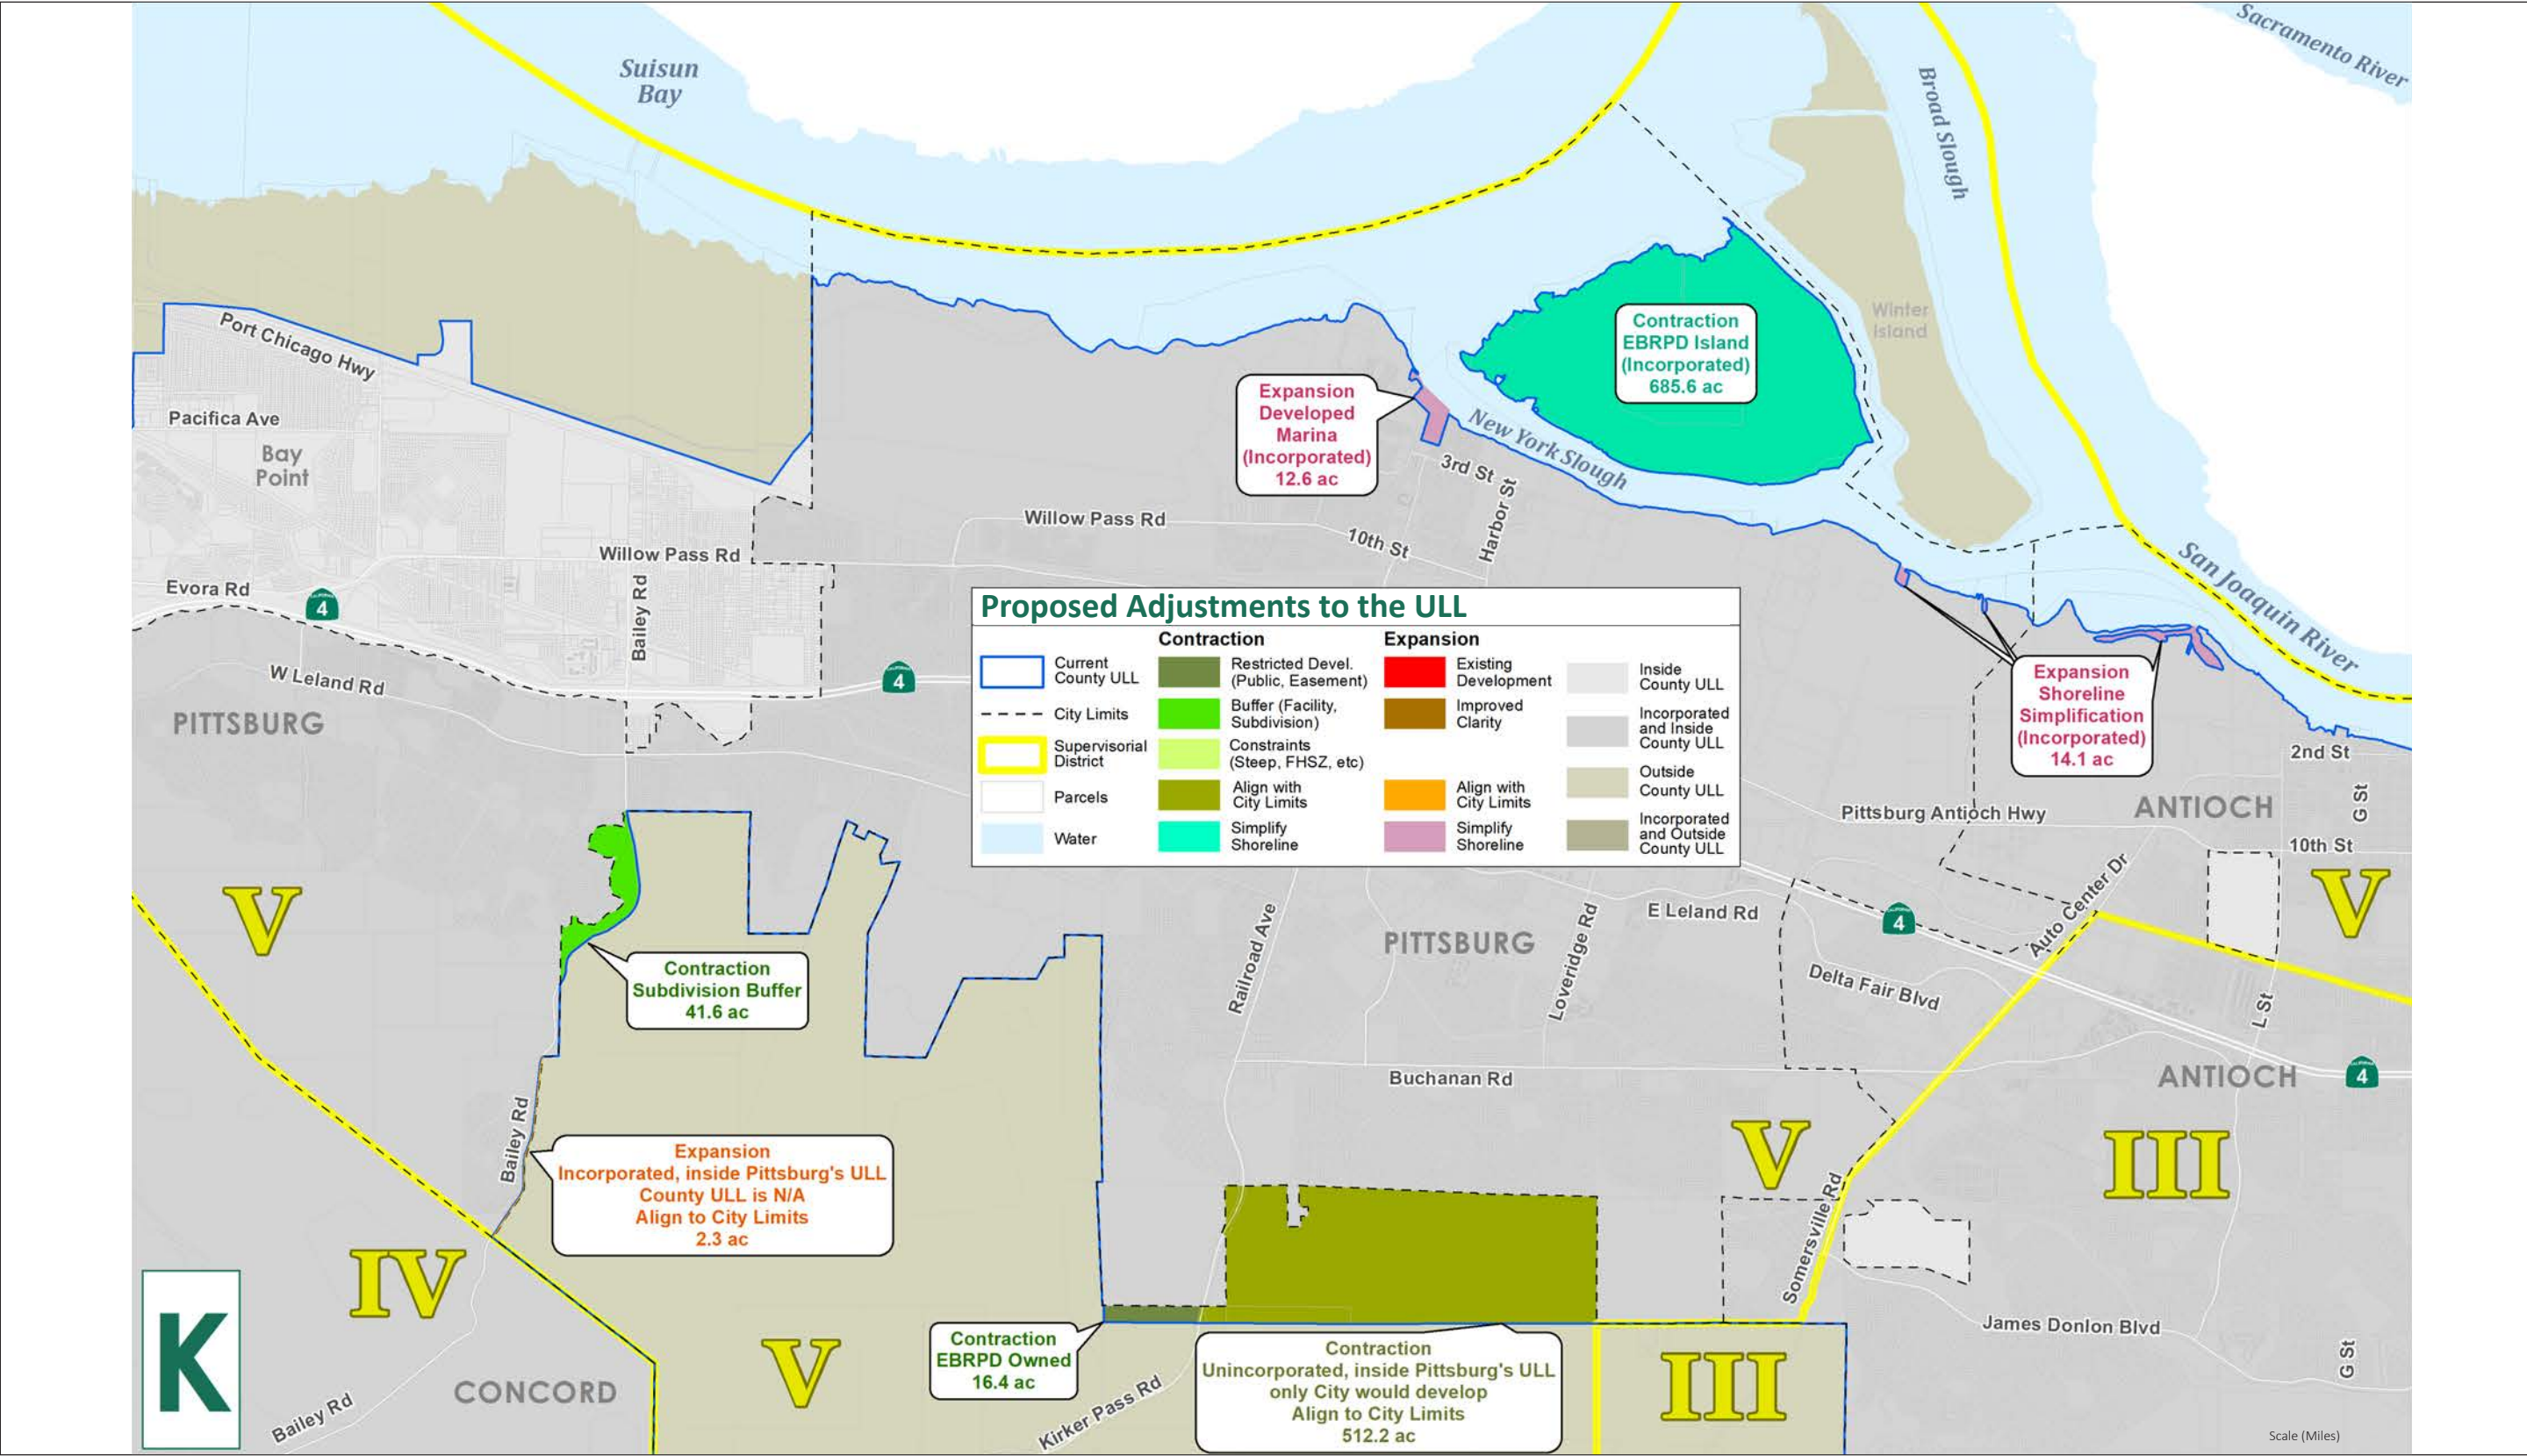 Sacramento River
Suisun
Bay
Broad Slough
Winter
Island
Contraction
EBRPD Island
(Incorporated)
685.6 ac
Port Chicago Hwy
Pacifica Ave
Bay
Point
Expansion
Developed
Marina
(Incorporated)
12.6 ac
New York Slough
3rd St
Harbor St
Willow Pass Rd
10th St
Willow Pass Rd
Evora Rd
4
Bailey Rd
San Joaquin River
W Leland Rd
4
PITTSBURG
Expansion
Shoreline
Simplification
(Incorporated)
14.1 ac
2nd St
G St
Pittsburg Antioch Hwy
ANTIOCH
10th St
Proposed Adjustments to the ULL
Current
County ULL
City Limits
Supervisorial
District
Parcels
Water
Contraction
Restricted Devel.
(Public, Easement)
Buffer (Facility,
Subdivision)
Constraints
(Steep, FHSZ, etc)
Align with
City Limits
Simplify
Shoreline
Expansion
Existing
Development
Improved
Clarity
Align with
City Limits
Simplify
Shoreline
Inside
County ULL
Incorporated
and Inside
County ULL
Outside
County ULL
Incorporated
and Outside
County ULL
V
V
Auto Center Dr
E Leland Rd
4
PITTSBURG
Railroad Ave
Loveridge Rd
Delta Fair Blvd
L St
Contraction
Subdivision Buffer
41.6 ac
Buchanan Rd
ANTIOCH
4
Bailey Rd
Expansion
Incorporated, inside Pittsburg's ULL
County ULL is N/A
Align to City Limits
2.3 ac
V
III
Somersville Rd
IV
K
V
CONCORD
Bailey Rd
Contraction
EBRPD Owned
16.4 ac
Kirker Pass Rd
Contraction
Unincorporated, inside Pittsburg's ULL
only City would develop
Align to City Limits
512.2 ac
III
James Donlon Blvd
G St
Scale (Miles)